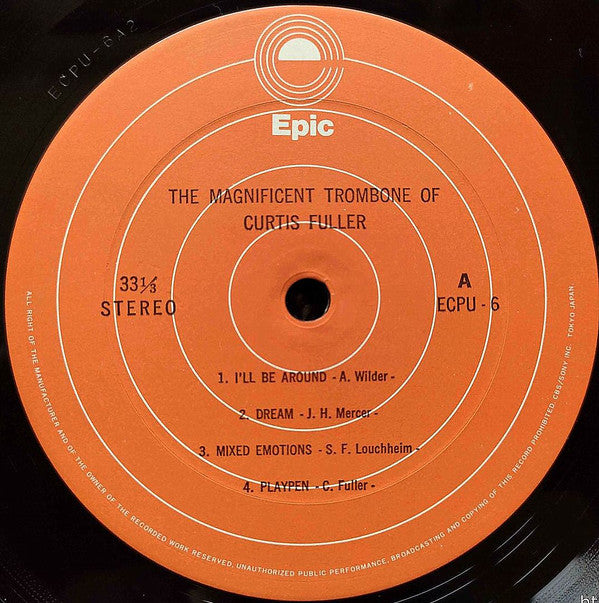 ECPU-6A2
Epic
THE MAGNIFICENT TROMBONE OF
CURTIS FULLER
33⅓
STEREO
A
ECPU - 6
1. I'LL BE AROUND - A. Wilder -
2. DREAM - J. H. Mercer -
3. MIXED EMOTIONS - S. F. Louchheim -
4. PLAYPEN - C. Fuller -
ALL RIGHT OF THE MANUFACTURER AND OF THE OWNER OF THE RECORDED WORK RESERVED, UNAUTHORIZED PUBLIC PERFORMANCE, BROADCASTING AND COPYING OF THIS RECORD PROHIBITED. CBS/SONY INC. TOKYO JAPAN.